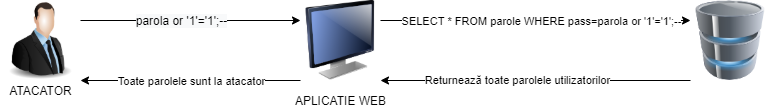 parola or '1'='1';--
SELECT * FROM parole WHERE pass=parola or '1'='1';--
Toate parolele sunt la atacator
Returnează toate parolele utilizatorilor
ATACATOR
APLICATIE WEB